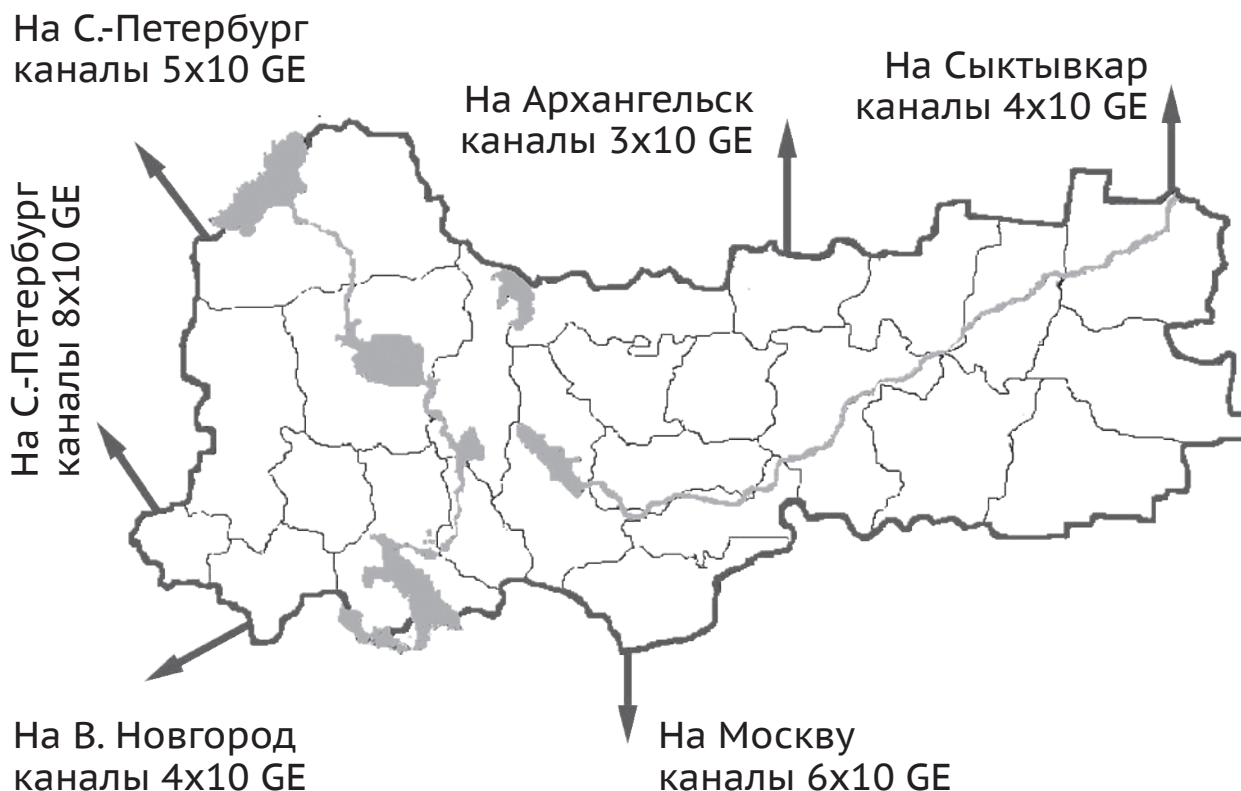 На С.-Петербург
каналы 5x10 GE
На Архангельск
каналы 3x10 GE
На Сыктывкар
каналы 4x10 GE
На С.-Петербург
каналы 8x10 GE
На В. Новгород
каналы 4x10 GE
На Москву
каналы 6x10 GE